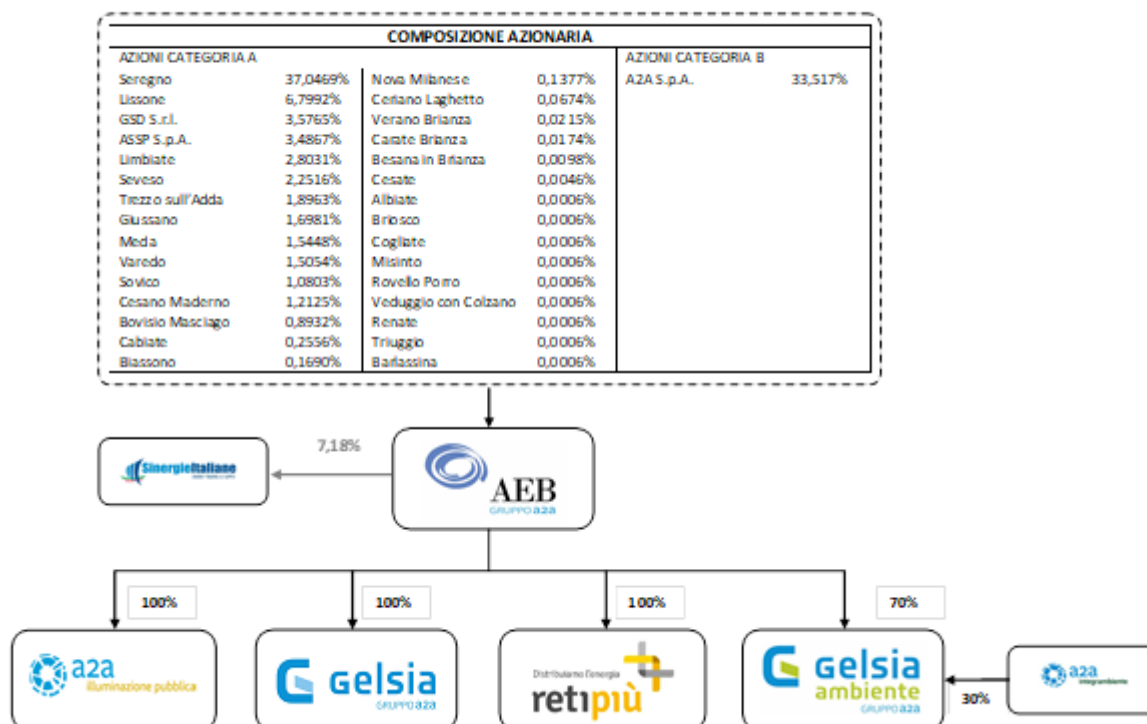 COMPOSIZIONE AZIONARIA
AZIONI CATEGORIA A AZIONI CATEGORIA B
Seregno 37,0469% Nova Milanese 0,1377% A2A S.p.A. 33,517%
Lissone 6,7992% Ceriano Laghetto 0,0674%
GSD S.r.l. 3,5765% Verano Brianza 0,0215%
ASSP S.p.A. 3,4867% Carate Brianza 0,0174%
Limbiate 2,8031% Besana in Brianza 0,0098%
Seveso 2,2516% Cesate 0,0046%
Trezzo sull'Adda 1,8963% Albiate 0,0006%
Giussano 1,6981% Briosco 0,0006%
Meda 1,5448% Cogliate 0,0006%
Varedo 1,5054% Misinto 0,0006%
Sovico 1,0803% Rovello Porro 0,0006%
Cesano Maderno 1,2125% Veduggio con Colzano 0,0006%
Bovisio Masciago 0,8932% Renate 0,0006%
Cabiate 0,2556% Triuggio 0,0006%
Biassono 0,1690% Barlassina 0,0006%
7,18%
SinergieItaliane
AEB
GRUPPO a2a
100% 100% 100% 70%
a2a
illuminazione pubblica
Gelsia
GRUPPO a2a
Distribuiamo l'energia
retipiù
Gelsia
ambiente
GRUPPO a2a
30%
a2a
integrambiente